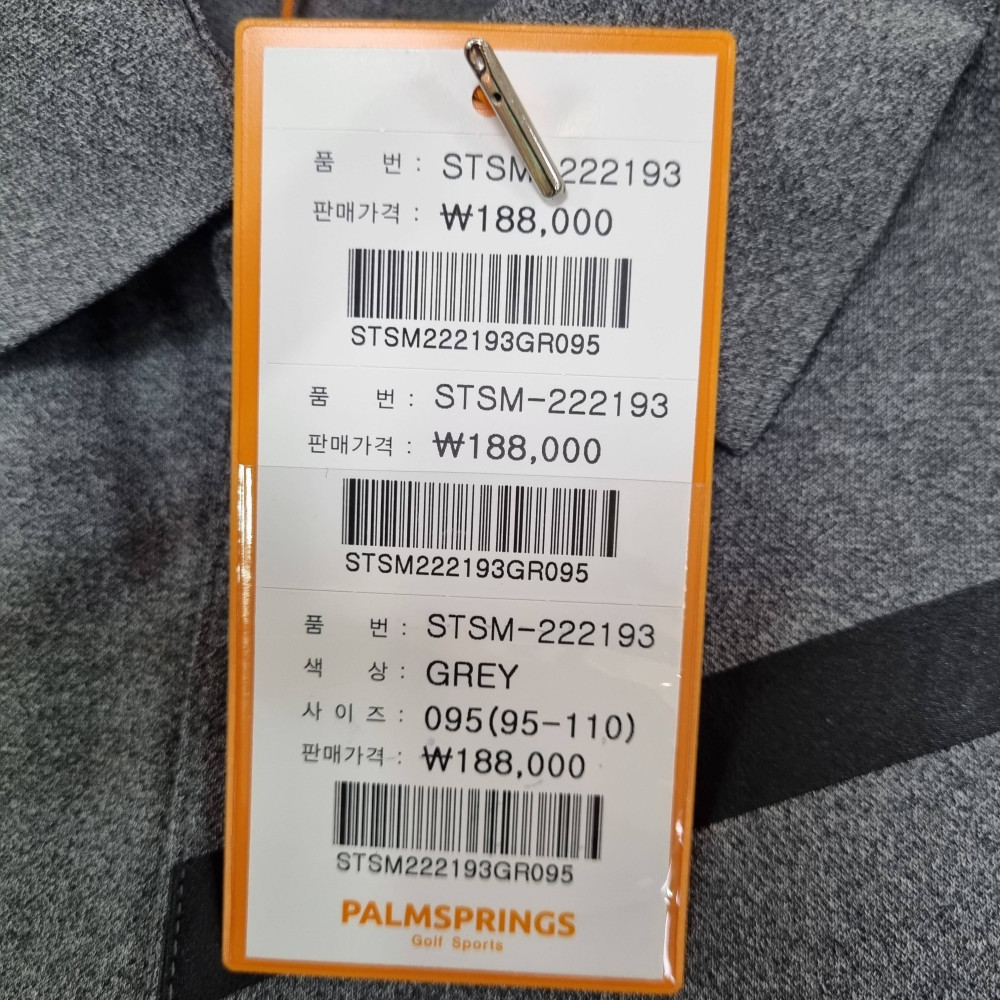 품 번 : STSM-222193
판매가격 : ₩188,000
STSM222193GR095
품 번 : STSM-222193
판매가격 : ₩188,000
STSM222193GR095
품 번 : STSM-222193
색 상 : GREY
사 이 즈 : 095(95-110)
판매가격 : ₩188,000
STSM222193GR095
PALMSPRINGS
Golf Sports